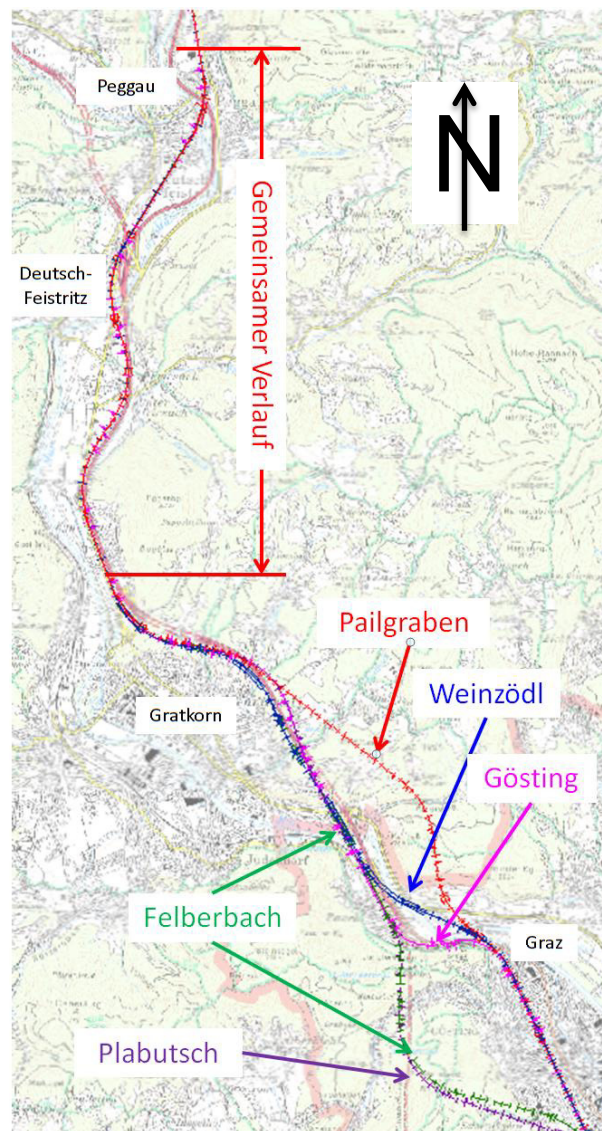 Peggau
N
Gemeinsamer Verlauf
Deutsch-
Feistritz
Pailgraben
Weinzödl
Gratkorn
Gösting
Felberbach
Graz
Plabutsch